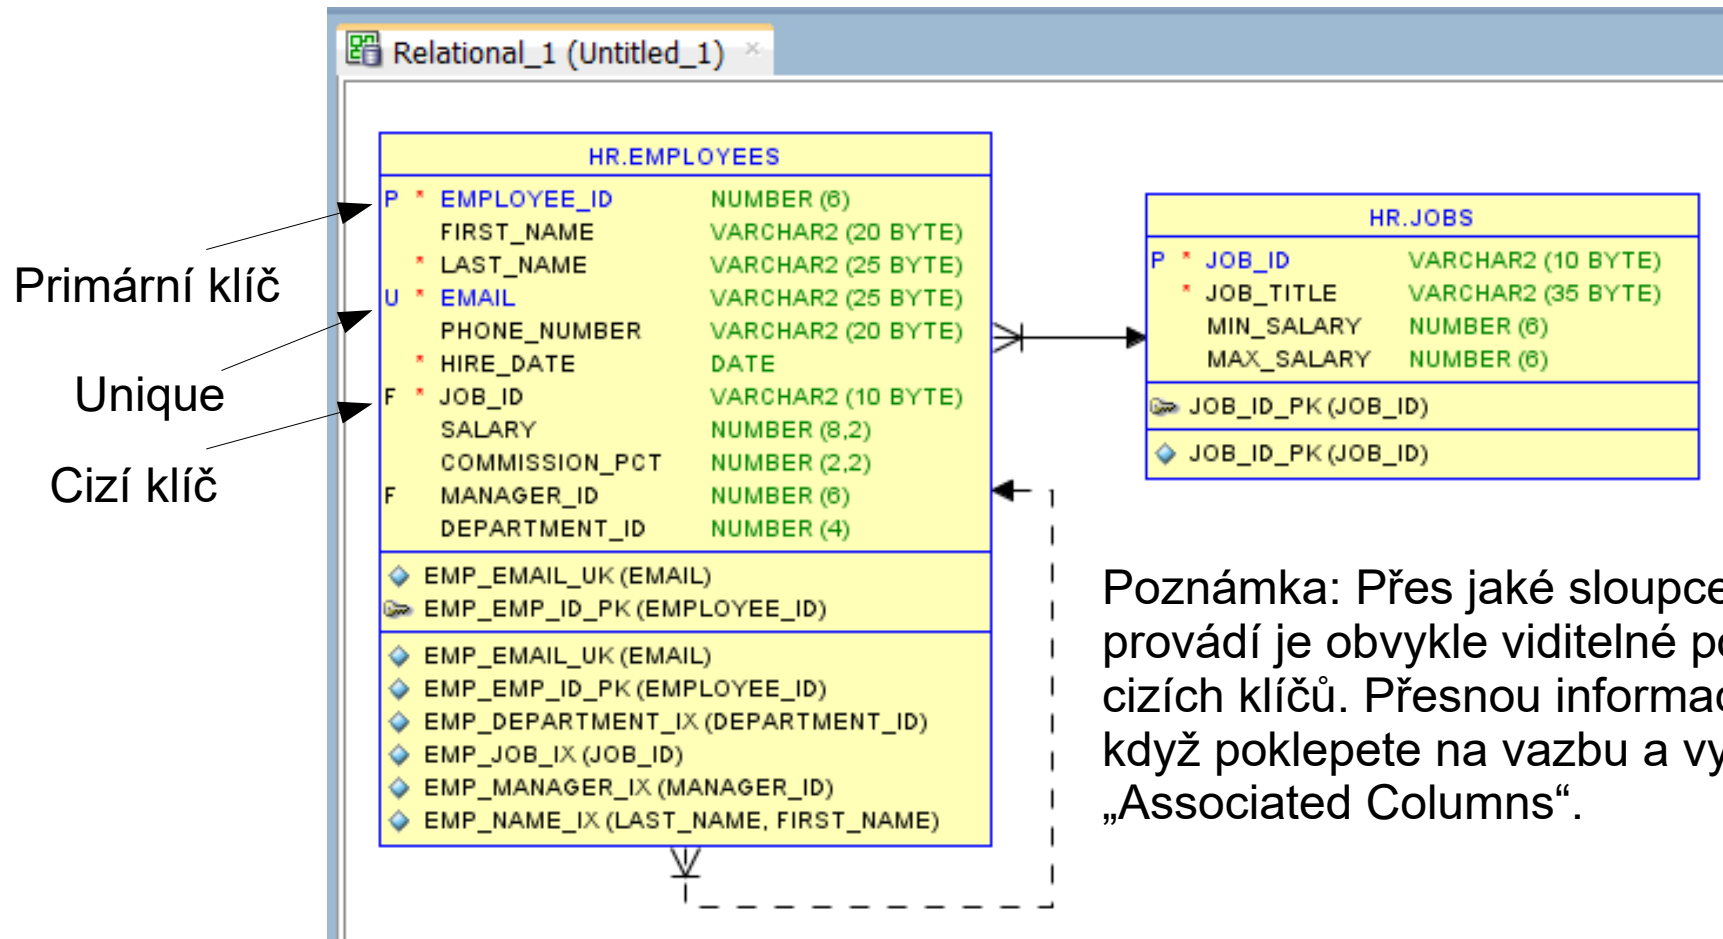 Relational_1 (Untitled_1)
HR.EMPLOYEES
P * EMPLOYEE_ID NUMBER (6)
FIRST_NAME VARCHAR2 (20 BYTE)
* LAST_NAME VARCHAR2 (25 BYTE)
U * EMAIL VARCHAR2 (25 BYTE)
PHONE_NUMBER VARCHAR2 (20 BYTE)
* HIRE_DATE DATE
F * JOB_ID VARCHAR2 (10 BYTE)
SALARY NUMBER (8,2)
COMMISSION_PCT NUMBER (2,2)
F MANAGER_ID NUMBER (6)
DEPARTMENT_ID NUMBER (4)
EMP_EMAIL_UK (EMAIL)
EMP_EMP_ID_PK (EMPLOYEE_ID)
EMP_EMAIL_UK (EMAIL)
EMP_EMP_ID_PK (EMPLOYEE_ID)
EMP_DEPARTMENT_IX (DEPARTMENT_ID)
EMP_JOB_IX (JOB_ID)
EMP_MANAGER_IX (MANAGER_ID)
EMP_NAME_IX (LAST_NAME, FIRST_NAME)
Primární klíč
Unique
Cizí klíč
HR.JOBS
P * JOB_ID VARCHAR2 (10 BYTE)
* JOB_TITLE VARCHAR2 (35 BYTE)
MIN_SALARY NUMBER (6)
MAX_SALARY NUMBER (6)
JOB_ID_PK (JOB_ID)
JOB_ID_PK (JOB_ID)
Poznámka: Přes jaké sloupce
provádí je obvykle viditelné
cizích klíčů. Přesnou
když poklepete na vazbu a
„Associated Columns“.